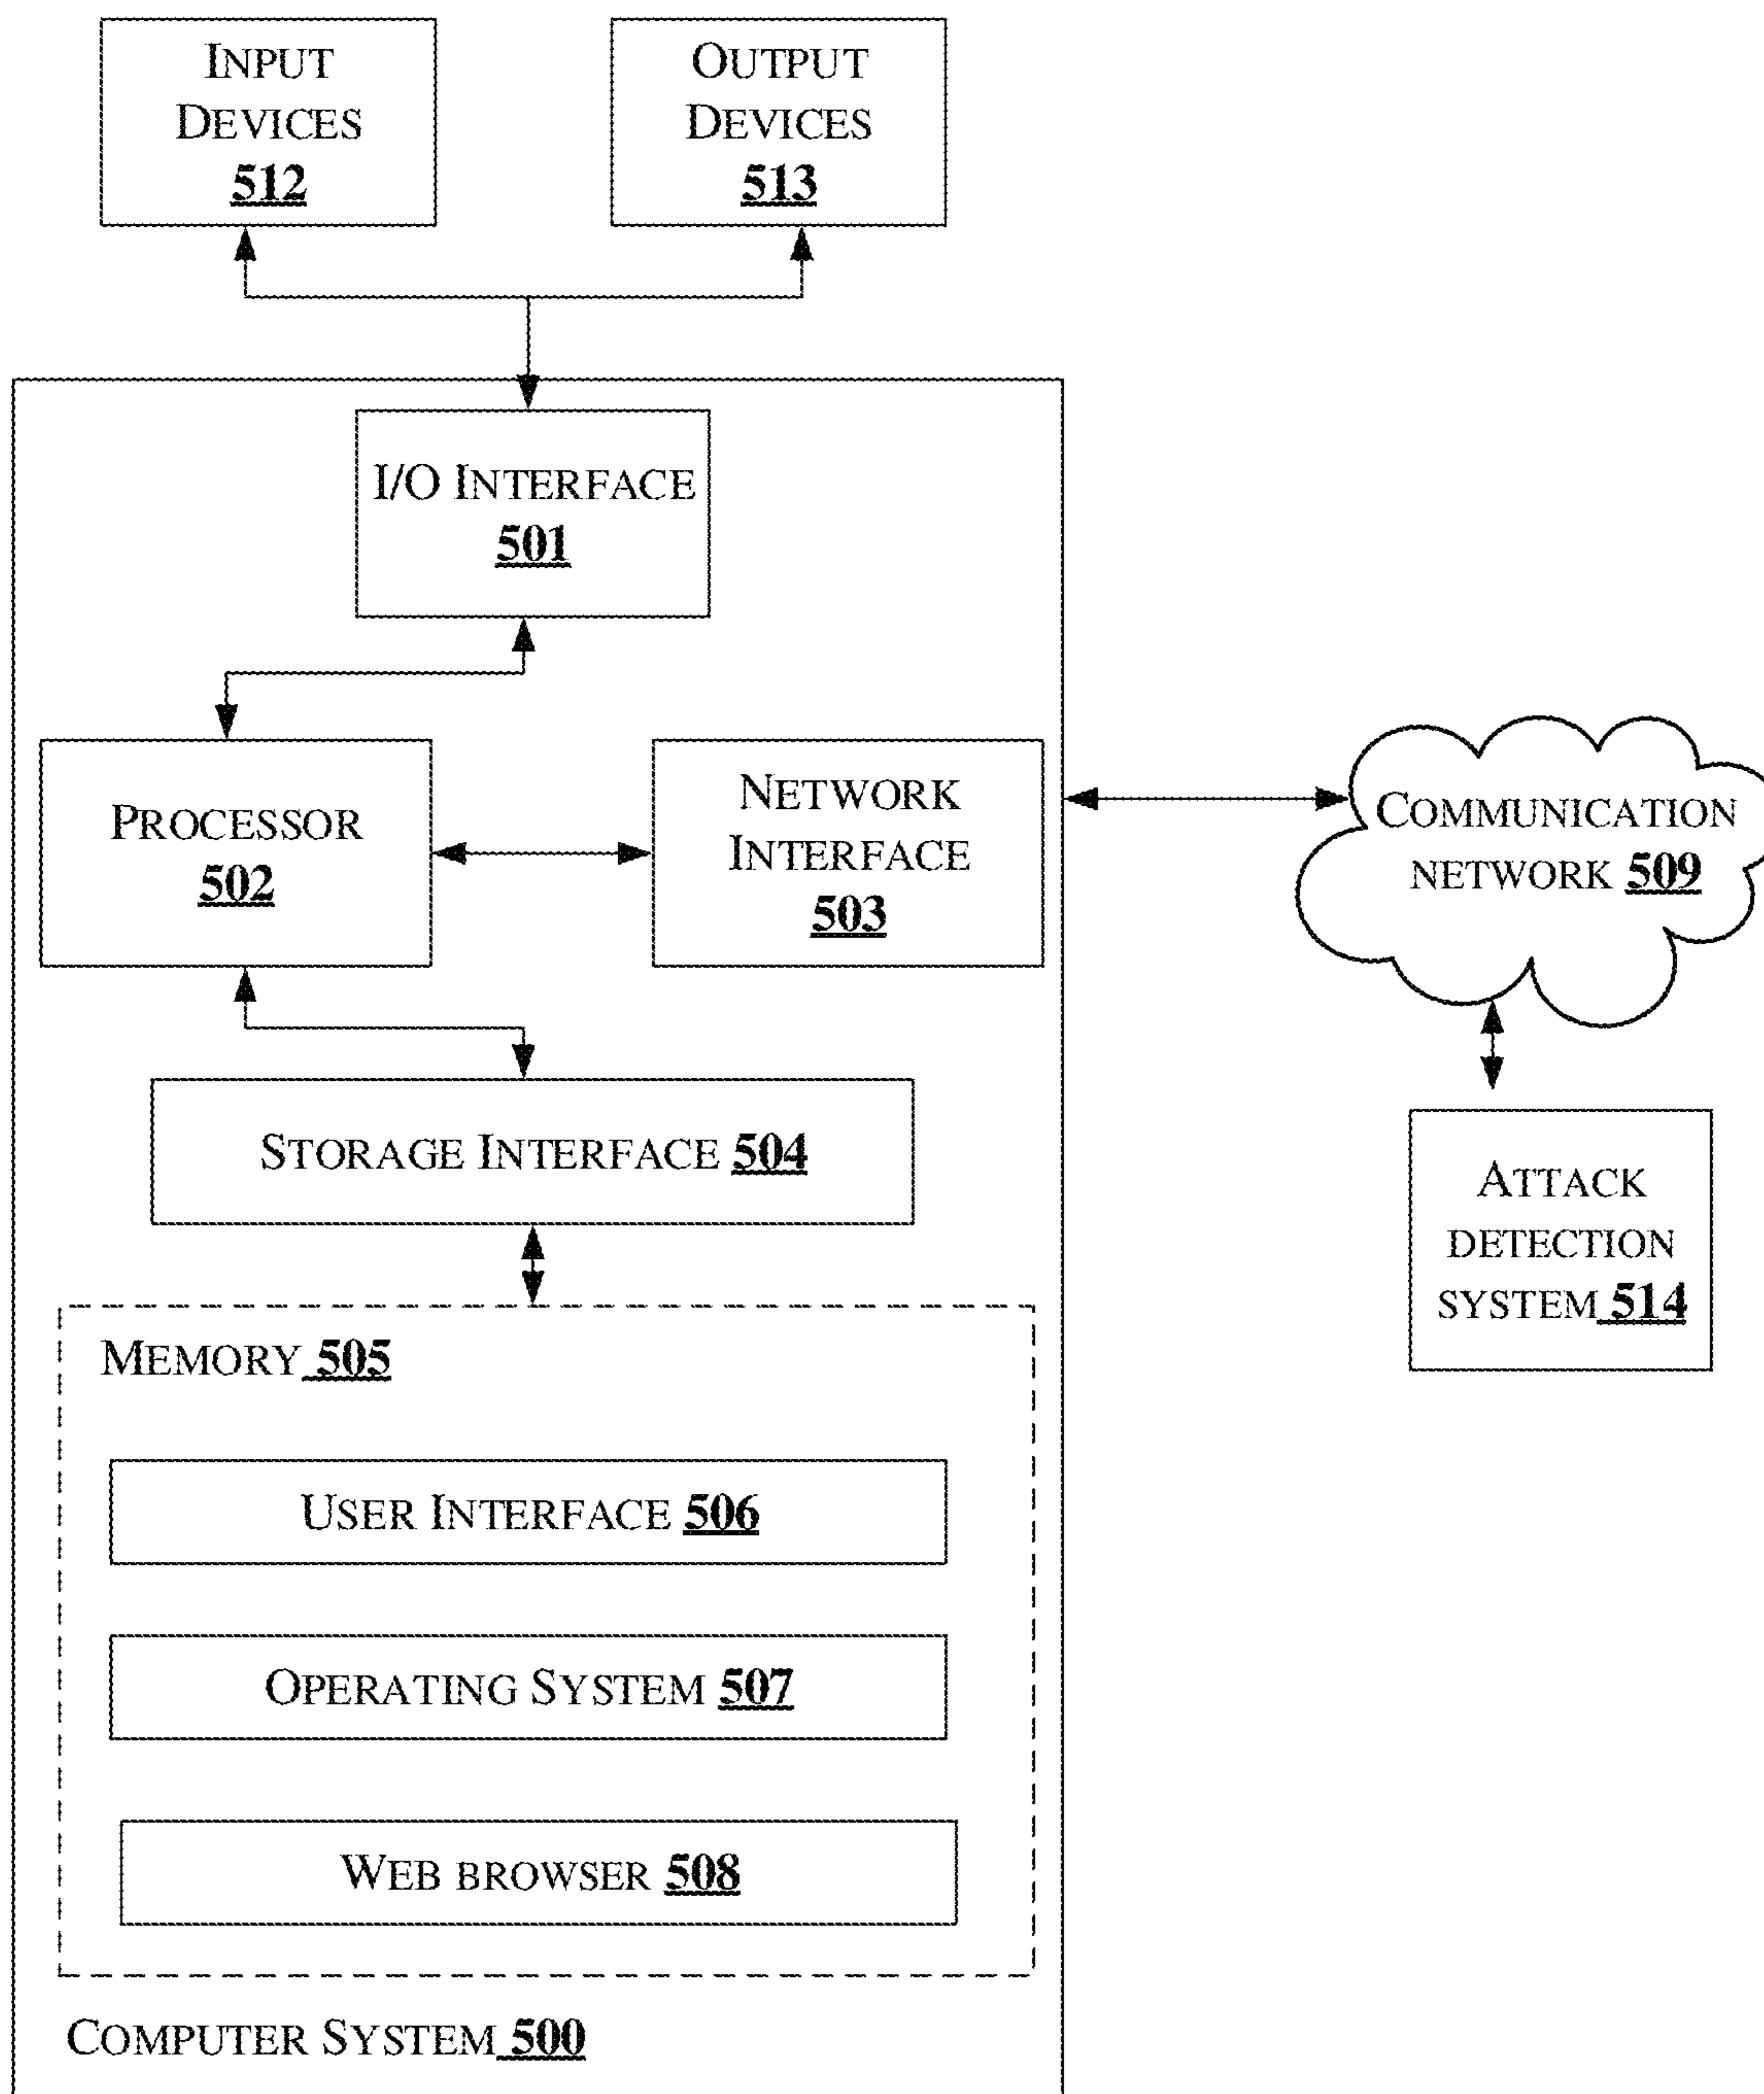 INPUT
DEVICES
512
OUTPUT
DEVICES
513
I/O INTERFACE
501
PROCESSOR
502
NETWORK
INTERFACE
503
COMMUNICATION
NETWORK 509
STORAGE INTERFACE 504
ATTACK
DETECTION
SYSTEM 514
MEMORY 505
USER INTERFACE 506
OPERATING SYSTEM 507
WEB BROWSER 508
COMPUTER SYSTEM 500